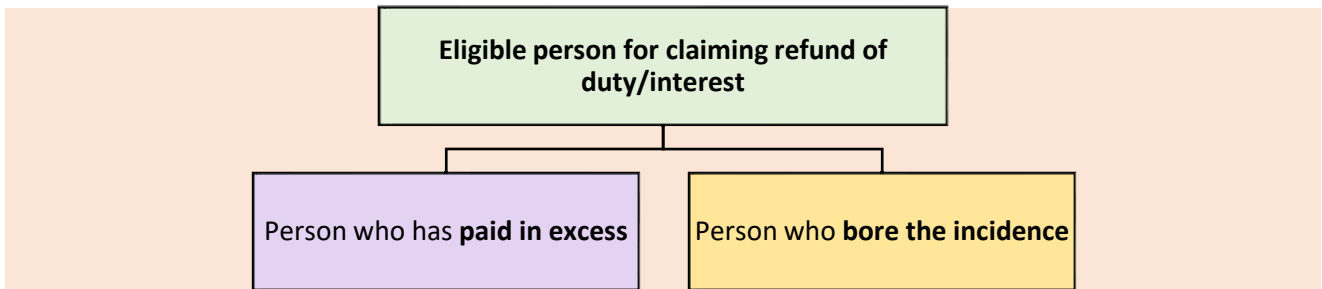 Eligible person for claiming refund of
duty/interest
Person who has paid in excess
Person who bore the incidence